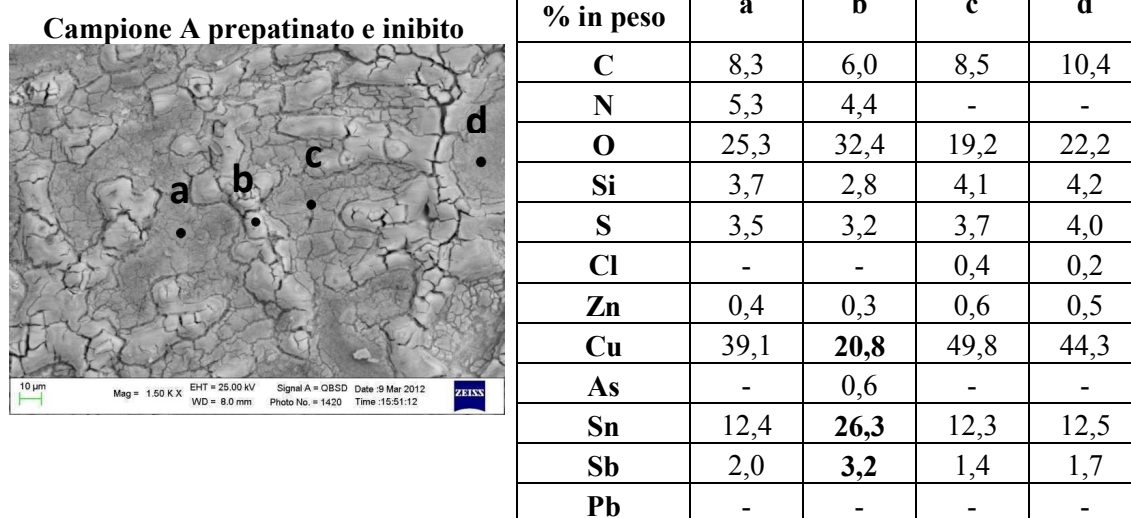 Campione A prepatinato e inibito
a
b
c
d
10 µm
Mag = 1.50 K X
EHT = 25.00 kV
WD = 8.0 mm
Signal A = QBSD
Photo No. = 1420
Date :9 Mar 2012
Time :15:51:12
ZEISS
% in peso a b c d
C 8,3 6,0 8,5 10,4
N 5,3 4,4 - -
O 25,3 32,4 19,2 22,2
Si 3,7 2,8 4,1 4,2
S 3,5 3,2 3,7 4,0
Cl - - 0,4 0,2
Zn 0,4 0,3 0,6 0,5
Cu 39,1 20,8 49,8 44,3
As - 0,6 - -
Sn 12,4 26,3 12,3 12,5
Sb 2,0 3,2 1,4 1,7
Pb - - - -